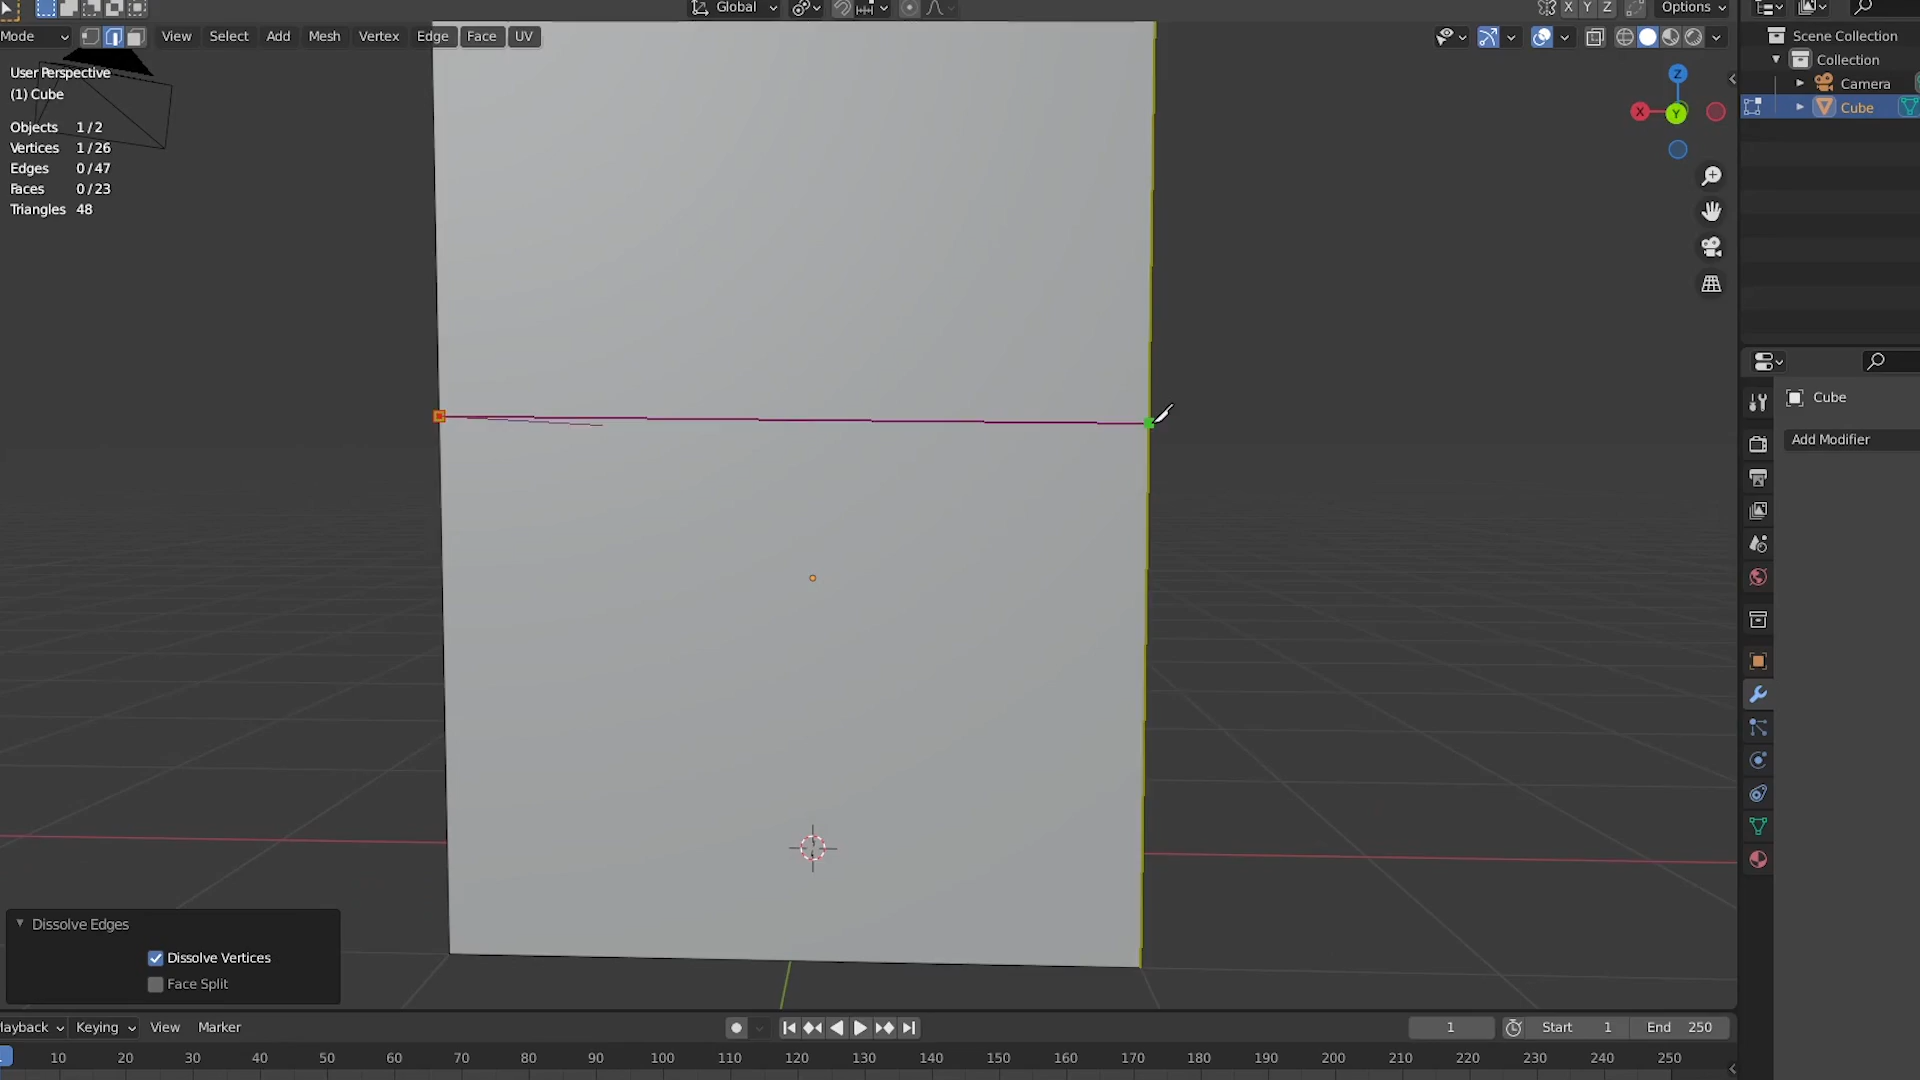 Global
X Y Z
Options
Mode
View
Select
Add
Mesh
Vertex
Edge
Face
UV
Scene Collection
Collection
Camera
Cube
User Perspective
(1) Cube
Objects 1/2
Vertices 1/26
Edges 0/47
Faces 0/23
Triangles 48
Z
X
Y
Cube
Add Modifier
Dissolve Edges
Dissolve Vertices
Face Split
Keying
View
Marker
1
Start 1
End 250
10 20 30 40 50 60 70 80 90 100 110 120 130 140 150 160 170 180 190 200 210 220 230 240 250